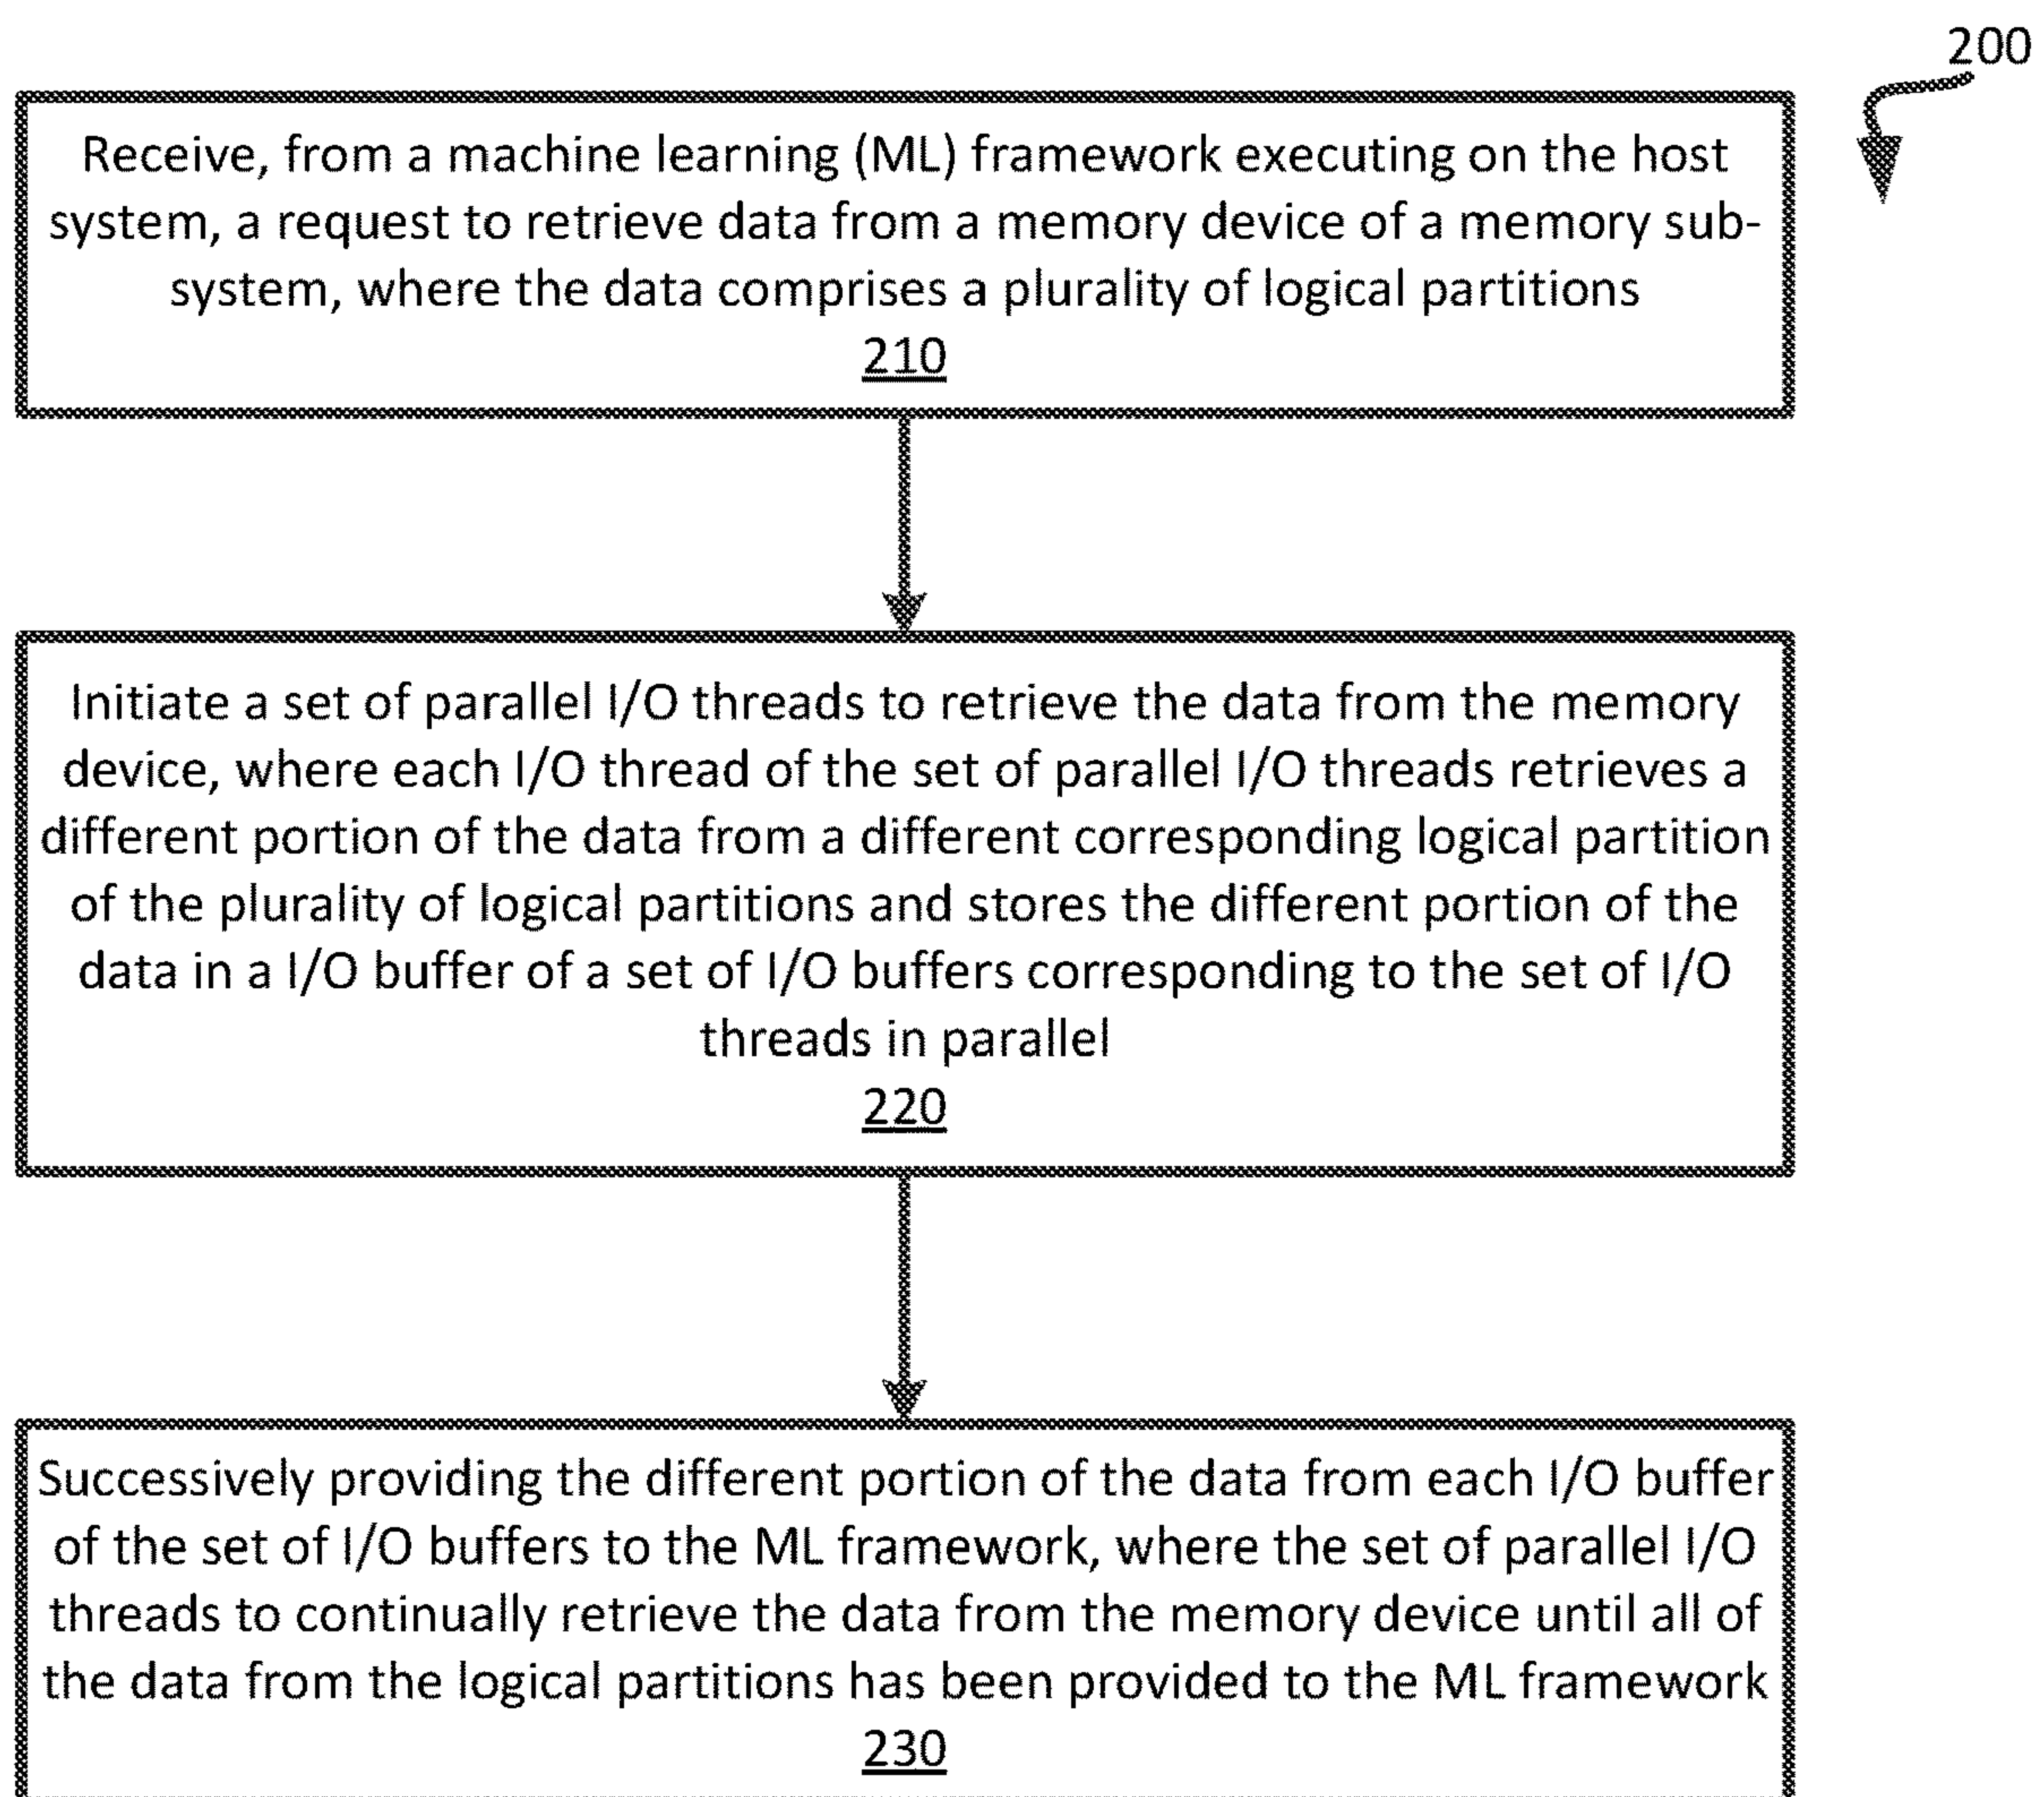 200
Receive, from a machine learning (ML) framework executing on the host
system, a request to retrieve data from a memory device of a memory sub-
system, where the data comprises a plurality of logical partitions
210
Initiate a set of parallel I/O threads to retrieve the data from the memory
device, where each I/O thread of the set of parallel I/O threads retrieves a
different portion of the data from a different corresponding logical partition
of the plurality of logical partitions and stores the different portion of the
data in a I/O buffer of a set of I/O buffers corresponding to the set of I/O
threads in parallel
220
Successively providing the different portion of the data from each I/O buffer
of the set of I/O buffers to the ML framework, where the set of parallel I/O
threads to continually retrieve the data from the memory device until all of
the data from the logical partitions has been provided to the ML framework
230